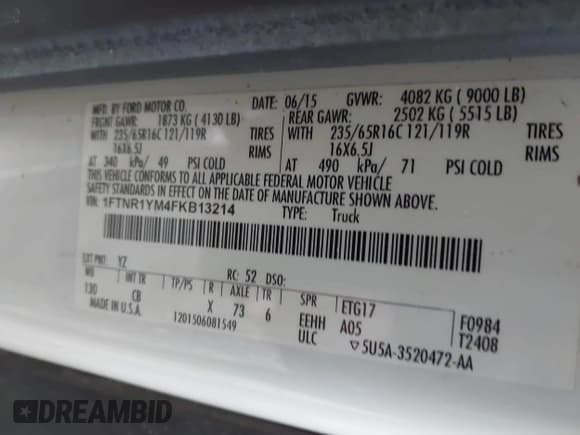 MFD. BY FORD MOTOR CO. DATE: 06/15 GVWR: 4082 KG ( 9000 LB)
FRONT GAWR: 1873 KG ( 4130 LB) REAR GAWR: 2502 KG ( 5515 LB)
WITH 235/65R16C 121/119R TIRES WITH 235/65R16C 121/119R TIRES
16X6.5J RIMS 16X6.5J RIMS
AT 340 kPa/ 49 PSI COLD AT 490 kPa/ 71 PSI COLD
THIS VEHICLE CONFORMS TO ALL APPLICABLE FEDERAL MOTOR VEHICLE
SAFETY STANDARDS IN EFFECT ON THE DATE OF MANUFACTURE SHOWN ABOVE.
VIN: 1FTNR1YM4FKB13214 TYPE: Truck
EXT PNT: YZ RC: 52 DSO:
WB INT TR TP/PS R AXLE TR SPR ETG17 F0984
130 CB X 73 6 EEHH A05 T2408
MADE IN U.S.A. 1201506081549 ULC ▽5U5A-3520472-AA
DREAMBID